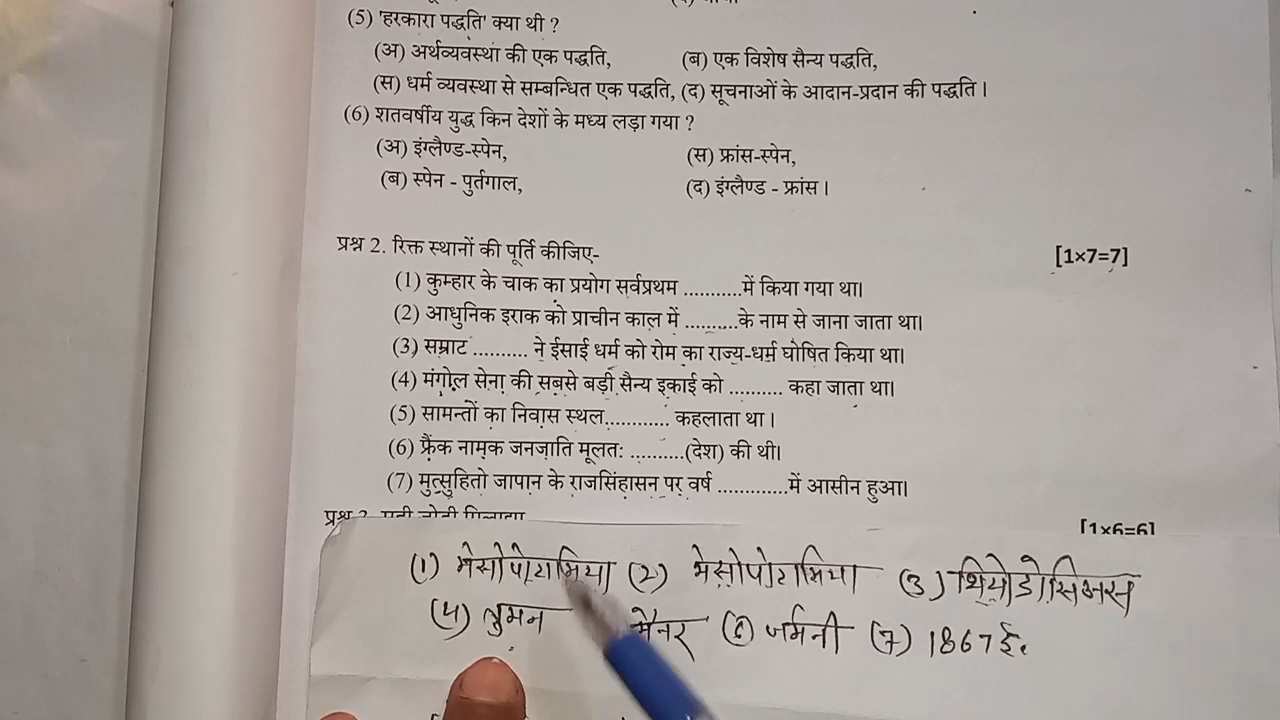 (5) 'हरकारा पद्धति' क्या थी ?
(अ) अर्थव्यवस्था की एक पद्धति, (ब) एक विशेष सैन्य पद्धति,
(स) धर्म व्यवस्था से सम्बन्धित एक पद्धति, (द) सूचनाओं के आदान-प्रदान की पद्धति ।
(6) शतवर्षीय युद्ध किन देशों के मध्य लड़ा गया ?
(अ) इंग्लैण्ड-स्पेन, (स) फ्रांस-स्पेन,
(ब) स्पेन - पुर्तगाल, (द) इंग्लैण्ड - फ्रांस ।
प्रश्न 2. रिक्त स्थानों की पूर्ति कीजिए- [1×7=7]
(1) कुम्हार के चाक का प्रयोग सर्वप्रथम ...........में किया गया था।
(2) आधुनिक इराक को प्राचीन काल में ..........के नाम से जाना जाता था।
(3) सम्राट .......... ने ईसाई धर्म को रोम का राज्य-धर्म घोषित किया था।
(4) मंगोल सेना की सबसे बड़ी सैन्य इकाई को .......... कहा जाता था।
(5) सामन्तों का निवास स्थल............ कहलाता था ।
(6) फ्रैंक नामक जनजाति मूलत: ..........(देश) की थी।
(7) मुत्सुहितो जापान के राजसिंहासन पर वर्ष .............में आसीन हुआ।
प्रश्न [1×6=6]
(1) मेसोपोटामिया (2) मेसोपोटामिया (3) थियोडोसिअस
(4) तुमन मैनर (6) जर्मनी (7) 1867 ई.